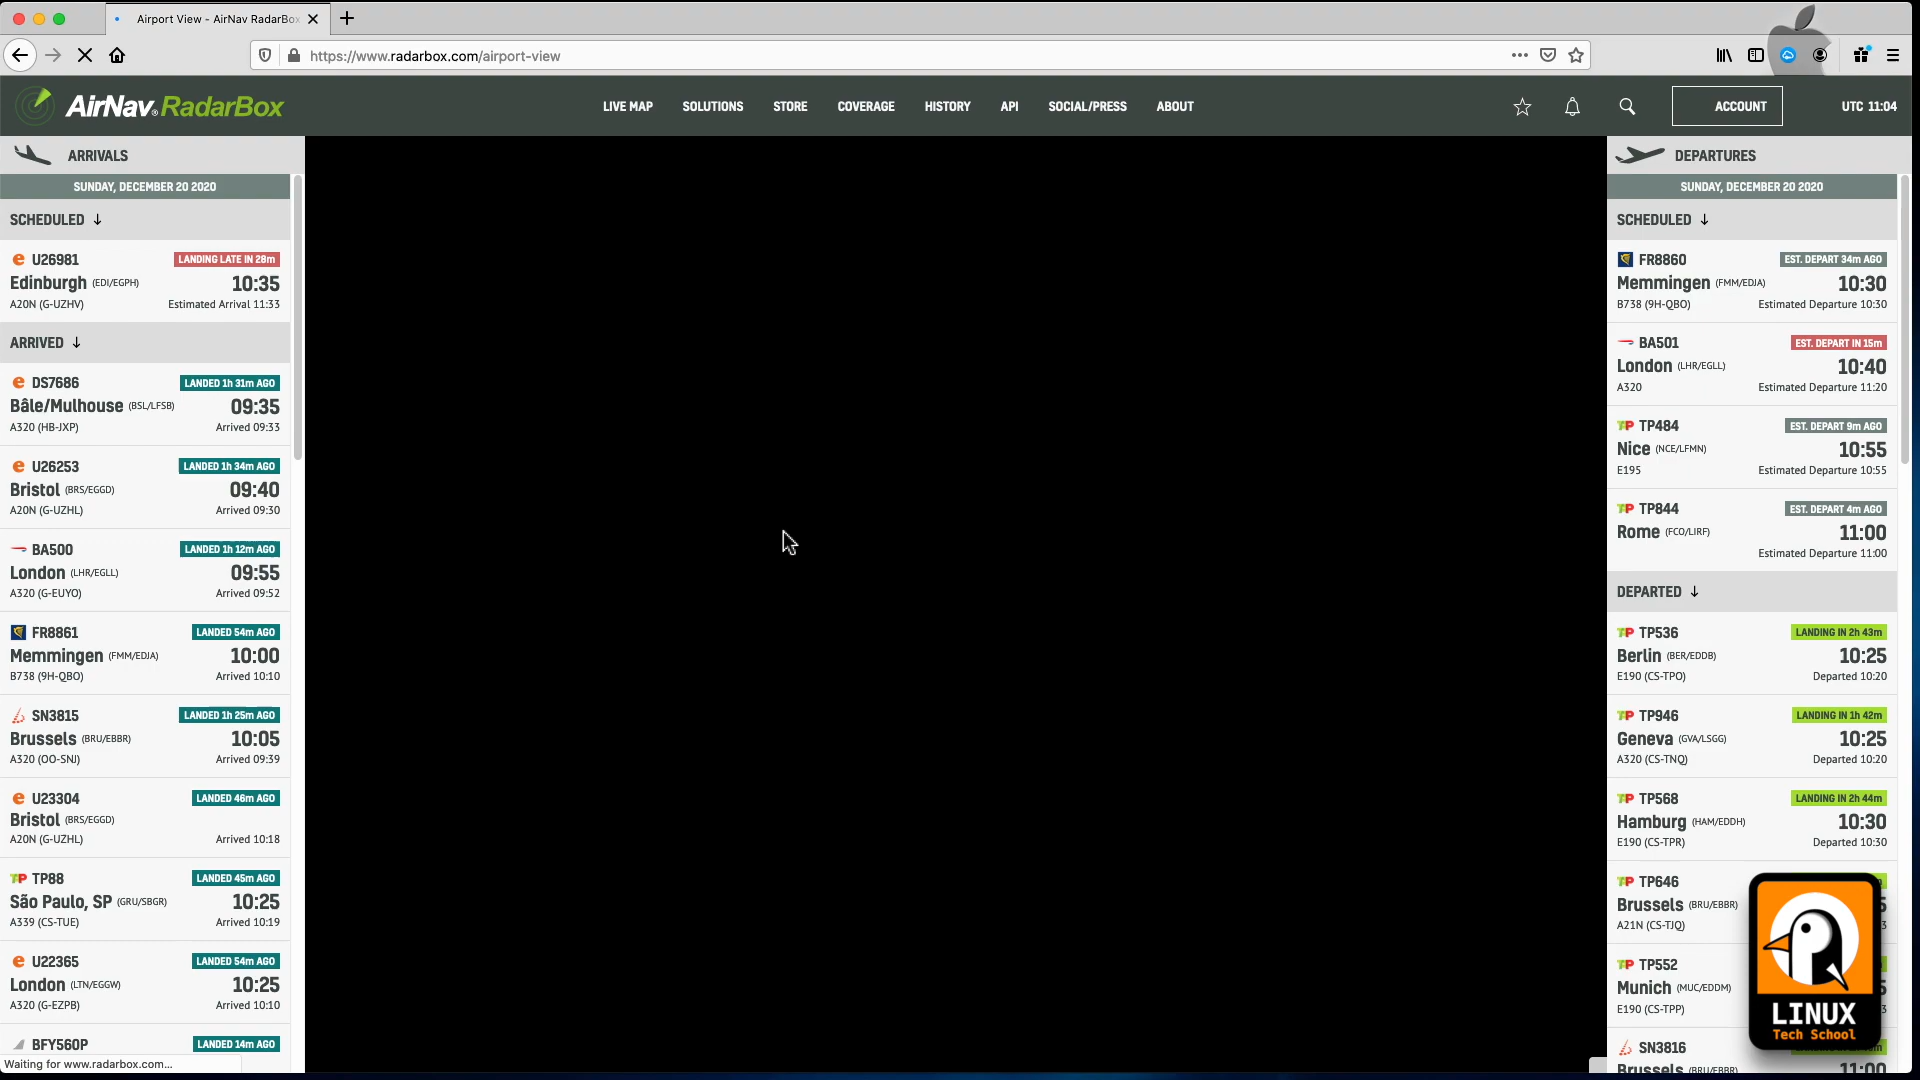 Airport View - AirNav RadarBox
https://www.radarbox.com/airport-view
AirNav RadarBox
LIVE MAP
SOLUTIONS
STORE
COVERAGE
HISTORY
API
SOCIAL/PRESS
ABOUT
ACCOUNT
UTC 11:04
ARRIVALS
SUNDAY, DECEMBER 20 2020
SCHEDULED ↓
U26981 LANDING LATE IN 28m
Edinburgh (EDI/EGPH) 10:35
A20N (G-UZHV) Estimated Arrival 11:33
ARRIVED ↓
DS7686 LANDED 1h 31m AGO
Bâle/Mulhouse (BSL/LFSB) 09:35
A320 (HB-JXP) Arrived 09:33
U26253 LANDED 1h 34m AGO
Bristol (BRS/EGGD) 09:40
A20N (G-UZHL) Arrived 09:30
BA500 LANDED 1h 12m AGO
London (LHR/EGLL) 09:55
A320 (G-EUYO) Arrived 09:52
FR8861 LANDED 54m AGO
Memmingen (FMM/EDJA) 10:00
B738 (9H-QBO) Arrived 10:10
SN3815 LANDED 1h 25m AGO
Brussels (BRU/EBBR) 10:05
A320 (OO-SNJ) Arrived 09:39
U23304 LANDED 46m AGO
Bristol (BRS/EGGD)
A20N (G-UZHL) Arrived 10:18
TP TP88 LANDED 45m AGO
São Paulo, SP (GRU/SBGR) 10:25
A339 (CS-TUE) Arrived 10:19
U22365 LANDED 54m AGO
London (LTN/EGGW) 10:25
A320 (G-EZPB) Arrived 10:10
BFY560P LANDED 14m AGO
Waiting for www.radarbox.com...
DEPARTURES
SUNDAY, DECEMBER 20 2020
SCHEDULED ↓
FR8860 EST. DEPART 34m AGO
Memmingen (FMM/EDJA) 10:30
B738 (9H-QBO) Estimated Departure 10:30
BA501 EST. DEPART IN 15m
London (LHR/EGLL) 10:40
A320 Estimated Departure 11:20
TP TP484 EST. DEPART 9m AGO
Nice (NCE/LFMN) 10:55
E195 Estimated Departure 10:55
TP TP844 EST. DEPART 4m AGO
Rome (FCO/LIRF) 11:00
Estimated Departure 11:00
DEPARTED ↓
TP TP536 LANDING IN 2h 43m
Berlin (BER/EDDB) 10:25
E190 (CS-TPO) Departed 10:20
TP TP946 LANDING IN 1h 42m
Geneva (GVA/LSGG) 10:25
A320 (CS-TNQ) Departed 10:20
TP TP568 LANDING IN 2h 44m
Hamburg (HAM/EDDH) 10:30
E190 (CS-TPR) Departed 10:30
TP TP646
Brussels (BRU/EBBR)
A21N (CS-TJQ)
TP TP552
Munich (MUC/EDDM)
E190 (CS-TPP)
SN3816
Brussels (BRU/EBBR) 11:00
LINUX
Tech School